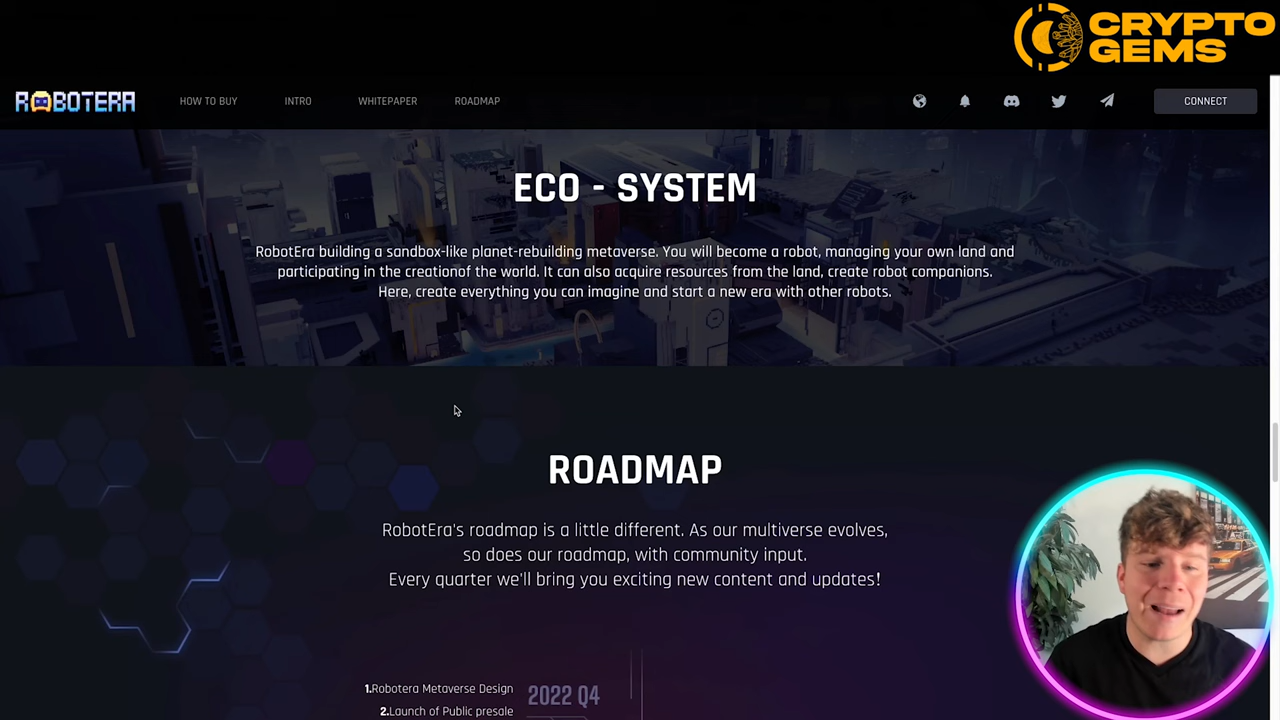 CRYPTO
GEMS
ROBOTERA
HOW TO BUY
INTRO
WHITEPAPER
ROADMAP
CONNECT
ECO - SYSTEM
RobotEra building a sandbox-like planet-rebuilding metaverse. You will become a robot, managing your own land and
participating in the creationof the world. It can also acquire resources from the land, create robot companions.
Here, create everything you can imagine and start a new era with other robots.
ROADMAP
RobotEra's roadmap is a little different. As our multiverse evolves,
so does our roadmap, with community input.
Every quarter we'll bring you exciting new content and updates!
1.Robotera Metaverse Design
2022 Q4
2.Launch of Public presale